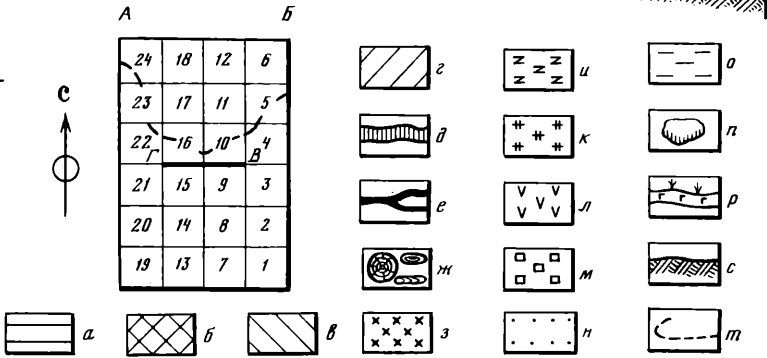 А Б
24 18 12 6 г и о
С
23 17 11 5
22 Г 16 10 В 4 д к п
21 15 9 3 е л р
20 14 8 2
19 13 7 1 ж м с
а б в з н т